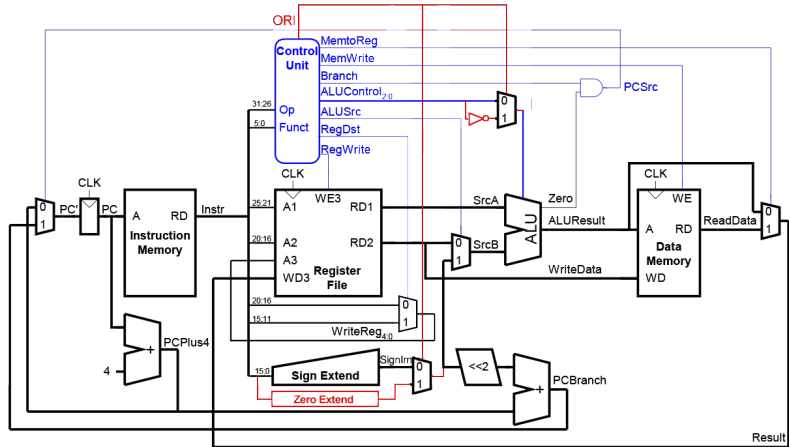 ORI
MemtoReg
Control
Unit
MemWrite
Branch
ALUControl2:0
PCSrc
31:26
Op
ALUSrc
5:0
Funct
RegDst
RegWrite
0
1
CLK
CLK
CLK
WE3
WE
Zero
0
1
PC'
PC
A
RD
Instr
25:21
A1
RD1
SrcA
ALU
ALUResult
A
RD
ReadData
0
1
Instruction
Memory
20:16
A2
RD2
0
1
SrcB
Data
Memory
A3
Register
File
WD3
WriteData
WD
20:16
0
15:11
1
WriteReg4:0
PCPlus4
+
4
15:0
SignIm
0
1
Sign Extend
Zero Extend
<<2
+
PCBranch
Result